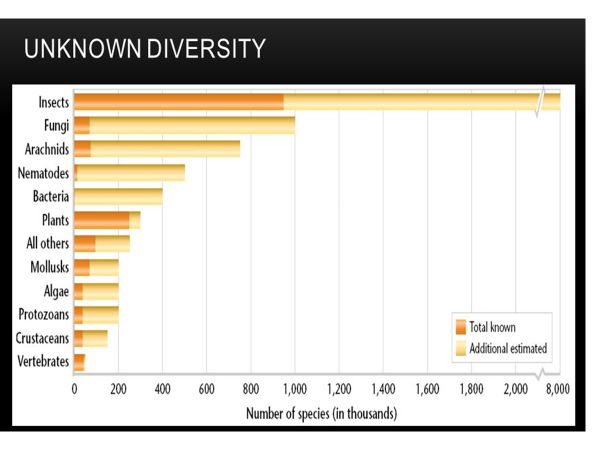 UNKNOWN DIVERSITY
Insects
Fungi
Arachnids
Nematodes
Bacteria
Plants
All others
Mollusks
Algae
Protozoans
Crustaceans
Vertebrates
Total known
Additional estimated
0 200 400 600 800 1,000 1,200 1,400 1,600 1,800 2,000 8,000
Number of species (in thousands)